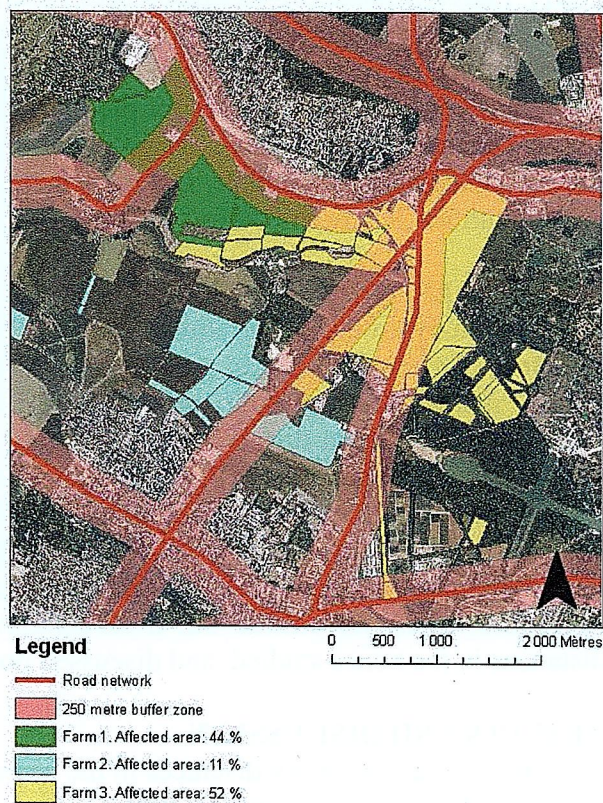 Legend
0 500 1 000 2 000 Mètres
Road network
250 metre buffer zone
Farm 1. Affected area: 44 %
Farm 2. Affected area: 11 %
Farm 3. Affected area: 52 %